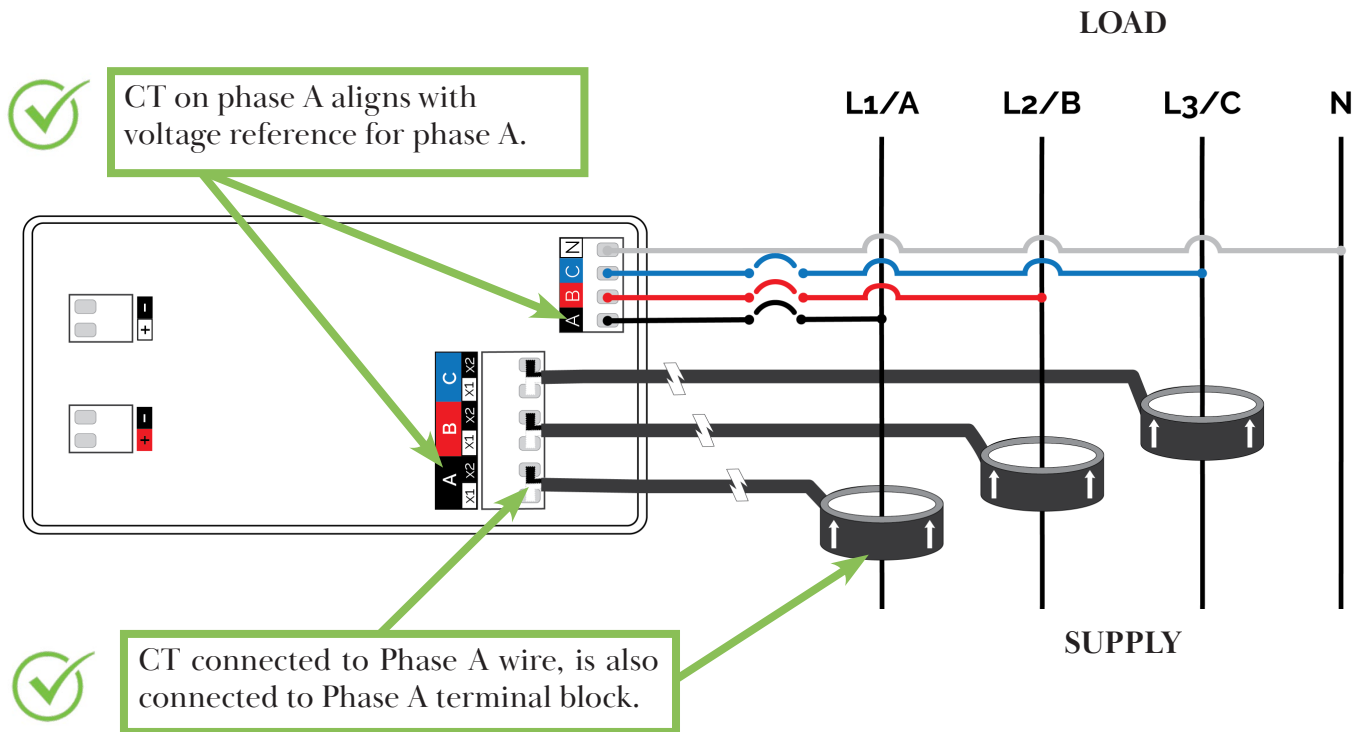 LOAD
CT on phase A aligns with
voltage reference for phase A.
L1/A L2/B L3/C N
N
C
B
A
- +
- +
C X2 X1
B X2 X1
A X2 X1
SUPPLY
CT connected to Phase A wire, is also
connected to Phase A terminal block.